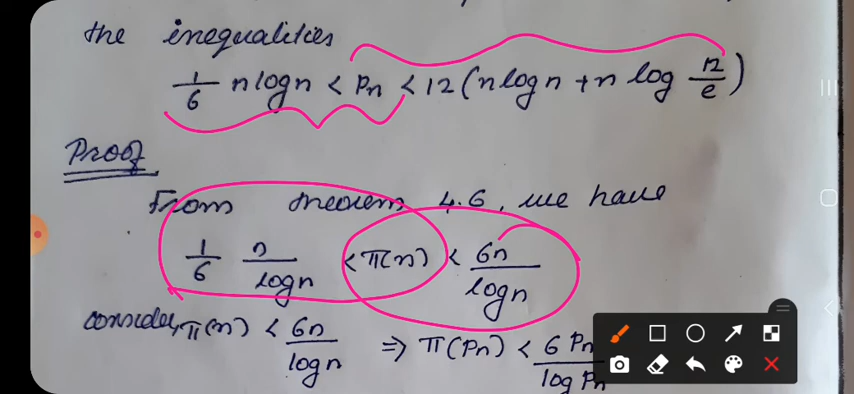 the inequalities
1/6 n log n < Pn < 12 (n log n + n log 12/e)
Proof
From theorem 4.6, we have
1/6 n/log n < π(n) < 6n/log n
consider, π(n) < 6n/log n ⇒ π(Pn) < 6 Pn/log Pn